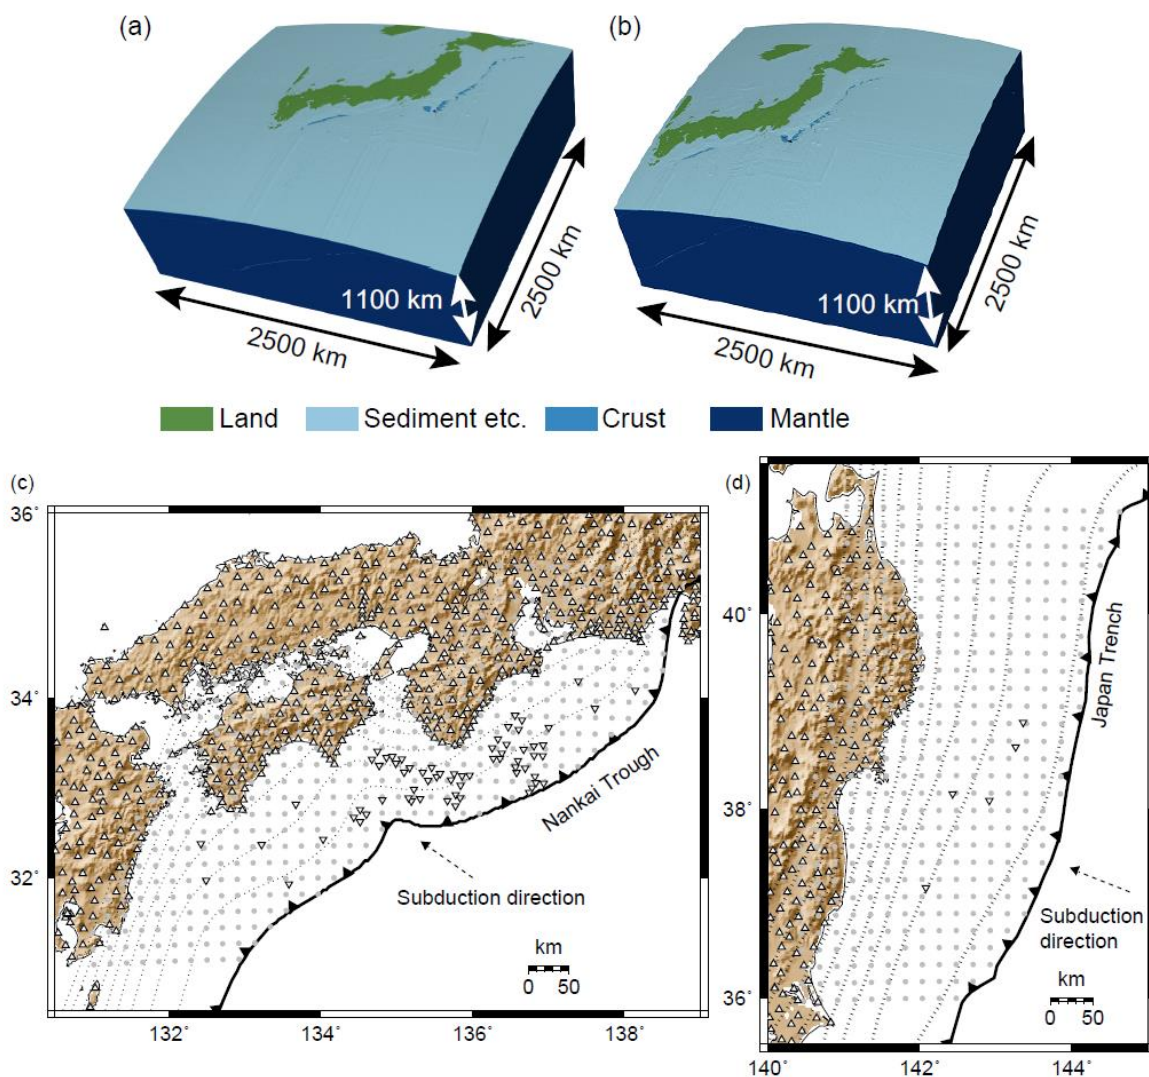 (a)
(b)
1100 km
2500 km
2500 km
1100 km
2500 km
2500 km
Land
Sediment etc.
Crust
Mantle
(c)
36°
34°
32°
132°
134°
136°
138°
Nankai Trough
Subduction direction
km
0 50
(d)
40°
38°
36°
140°
142°
144°
Japan Trench
Subduction
direction
km
0 50